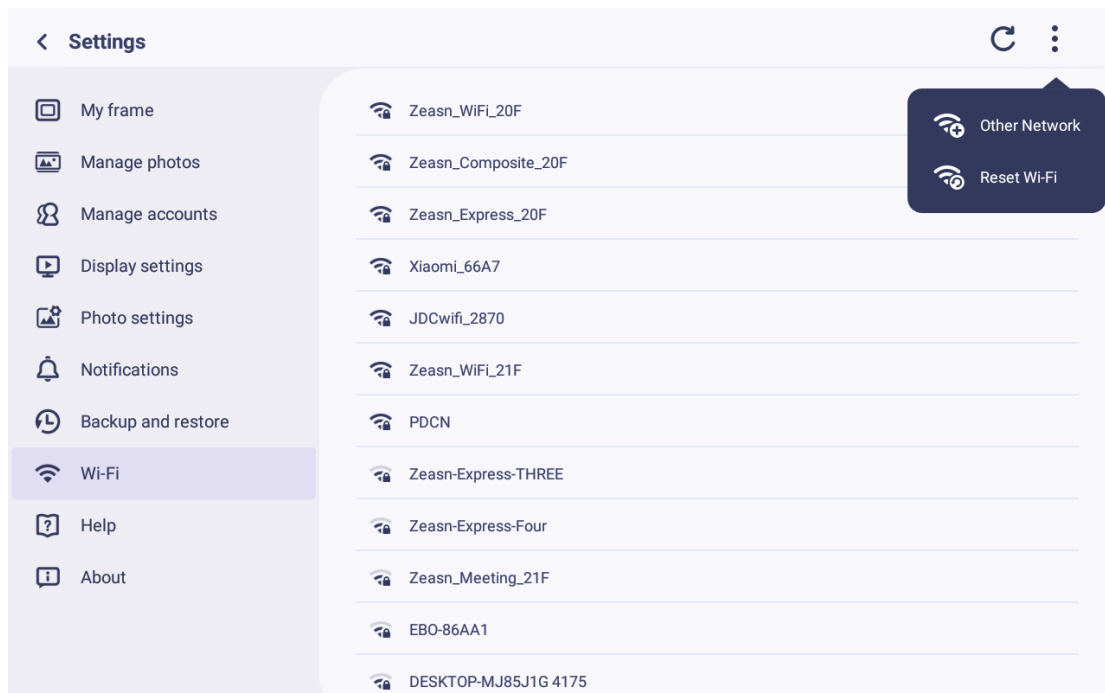 Settings
My frame
Manage photos
Manage accounts
Display settings
Photo settings
Notifications
Backup and restore
Wi-Fi
Help
About
Zeasn_WiFi_20F
Zeasn_Composite_20F
Zeasn_Express_20F
Xiaomi_66A7
JDCwifi_2870
Zeasn_WiFi_21F
PDCN
Zeasn-Express-THREE
Zeasn-Express-Four
Zeasn_Meeting_21F
EBO-86AA1
DESKTOP-MJ85J1G 4175
Other Network
Reset Wi-Fi